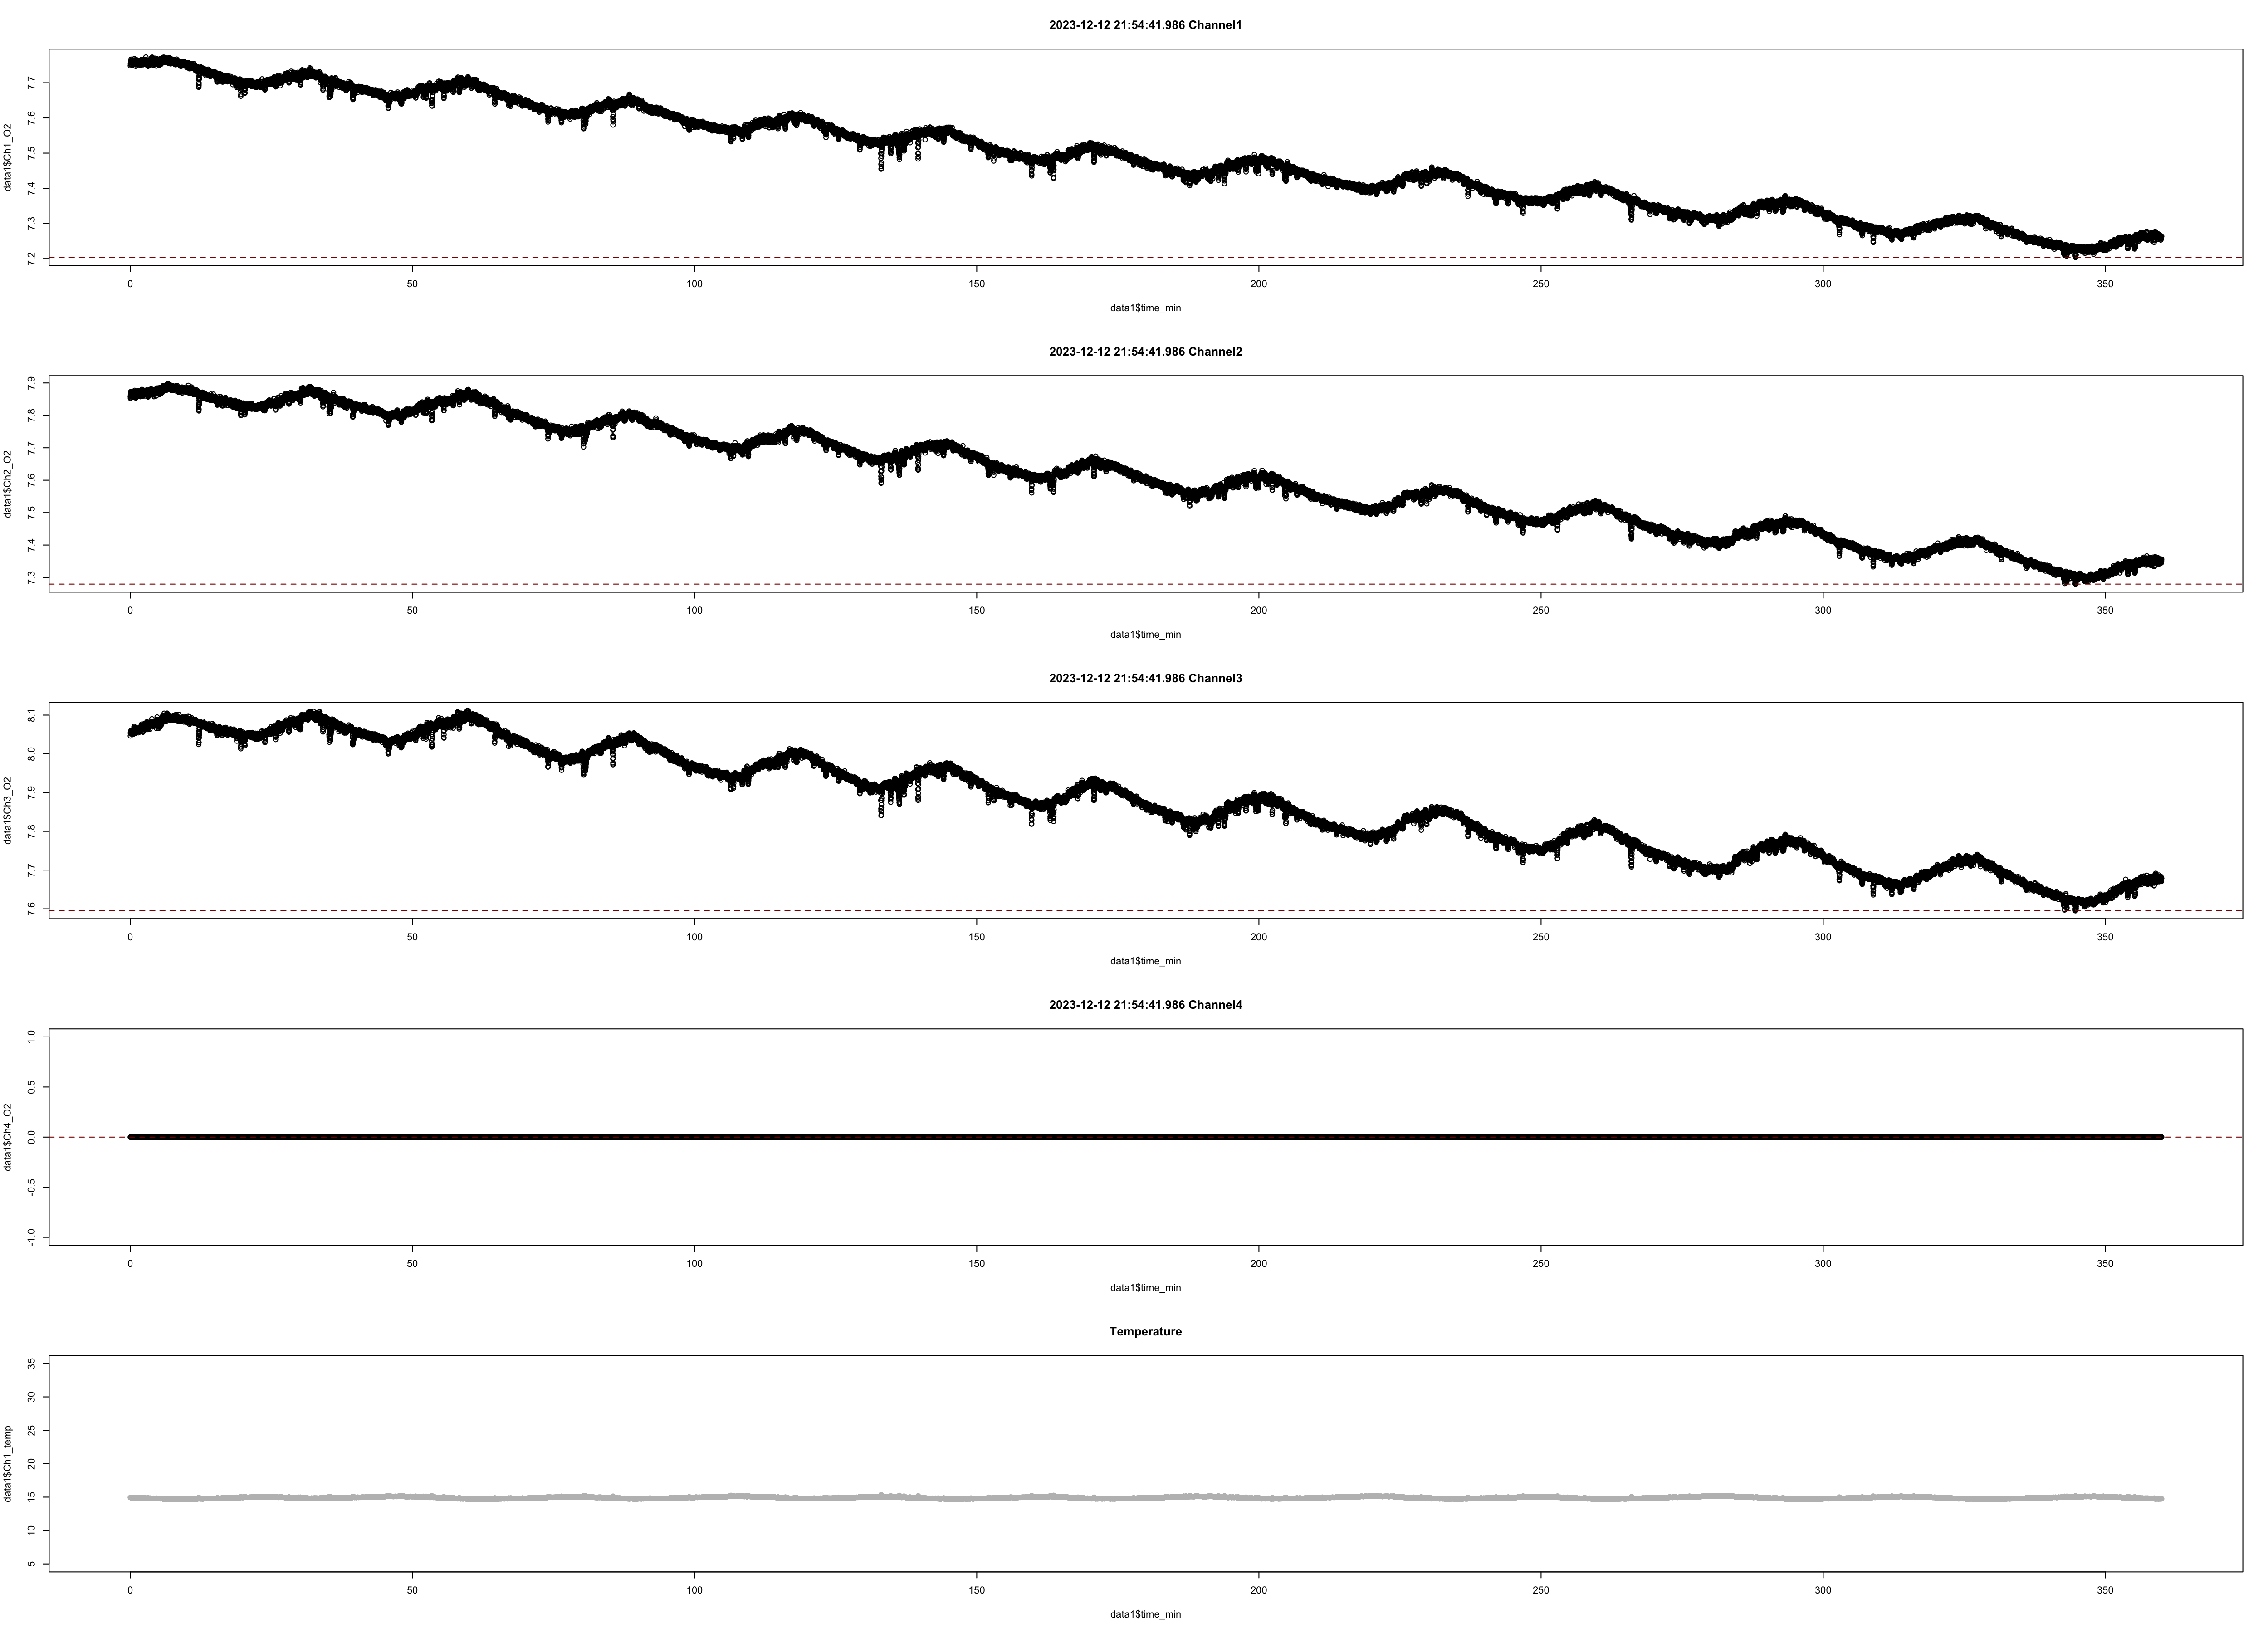 2023-12-12 21:54:41.986 Channel1
data1$Ch1_O2
7.2 7.3 7.4 7.5 7.6 7.7
0 50 100 150 200 250 300 350
data1$time_min
2023-12-12 21:54:41.986 Channel2
data1$Ch2_O2
7.3 7.4 7.5 7.6 7.7 7.8 7.9
0 50 100 150 200 250 300 350
data1$time_min
2023-12-12 21:54:41.986 Channel3
data1$Ch3_O2
7.6 7.7 7.8 7.9 8.0 8.1
0 50 100 150 200 250 300 350
data1$time_min
2023-12-12 21:54:41.986 Channel4
data1$Ch4_O2
-1.0 -0.5 0.0 0.5 1.0
0 50 100 150 200 250 300 350
data1$time_min
Temperature
data1$Ch1_temp
5 10 15 20 25 30 35
0 50 100 150 200 250 300 350
data1$time_min